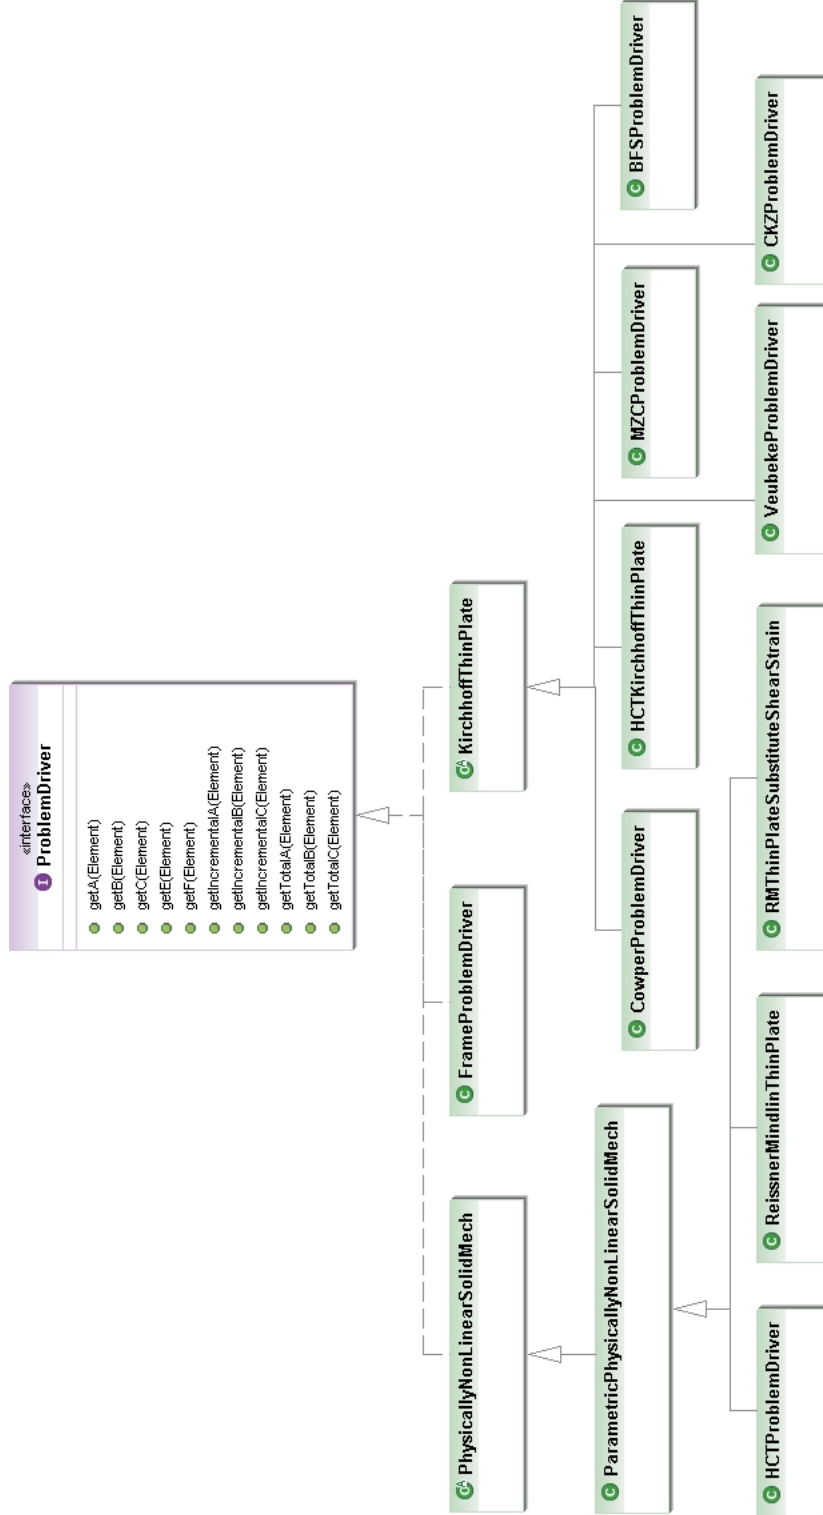 «interface»
ProblemDriver
getA(Element)
getB(Element)
getC(Element)
getE(Element)
getF(Element)
getIncrementalA(Element)
getIncrementalB(Element)
getIncrementalC(Element)
getTotalA(Element)
getTotalB(Element)
getTotalC(Element)
PhysicallyNonLinearSolidMech
FrameProblemDriver
KirchhoffThinPlate
ParametricPhysicallyNonLinearSolidMech
CowperProblemDriver
HCTKirchhoffThinPlate
MZCProblemDriver
BFSProblemDriver
HCTProblemDriver
ReissnerMindlinThinPlate
RMThinPlateSubstituteShearStrain
VeubekeProblemDriver
CKZProblemDriver